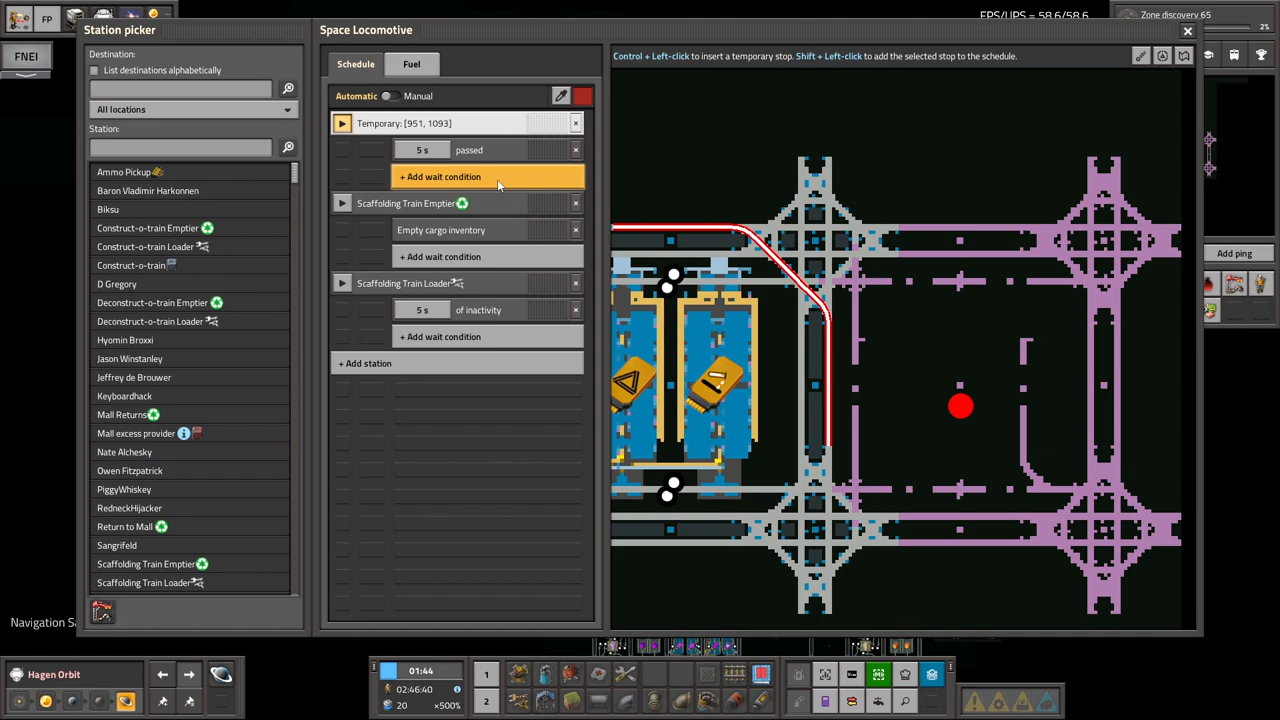 FP
FPS/UPS = 58.6/58.6
Zone discovery 65
2%
FNEI
Station picker
Space Locomotive
Destination:
List destinations alphabetically
All locations
Station:
Ammo Pickup
Baron Vladimir Harkonnen
Biksu
Construct-o-train Emptier
Construct-o-train Loader
Construct-o-train
D Gregory
Deconstruct-o-train Emptier
Deconstruct-o-train Loader
Hyomin Broxxi
Jason Winstanley
Jeffrey de Brouwer
Keyboardhack
Mall Returns
Mall excess provider
Nate Alchesky
Owen Fitzpatrick
PiggyWhiskey
RedneckHijacker
Return to Mall
Sangrifeld
Scaffolding Train Emptier
Scaffolding Train Loader
Schedule
Fuel
Automatic
Manual
Temporary: [951, 1093]
5 s passed
+ Add wait condition
Scaffolding Train Emptier
Empty cargo inventory
+ Add wait condition
Scaffolding Train Loader
5 s of inactivity
+ Add wait condition
+ Add station
Control + Left-click to insert a temporary stop. Shift + Left-click to add the selected stop to the schedule.
Add ping
Hagen Orbit
01:44
02:46:40
20
×500%
1
2
MS